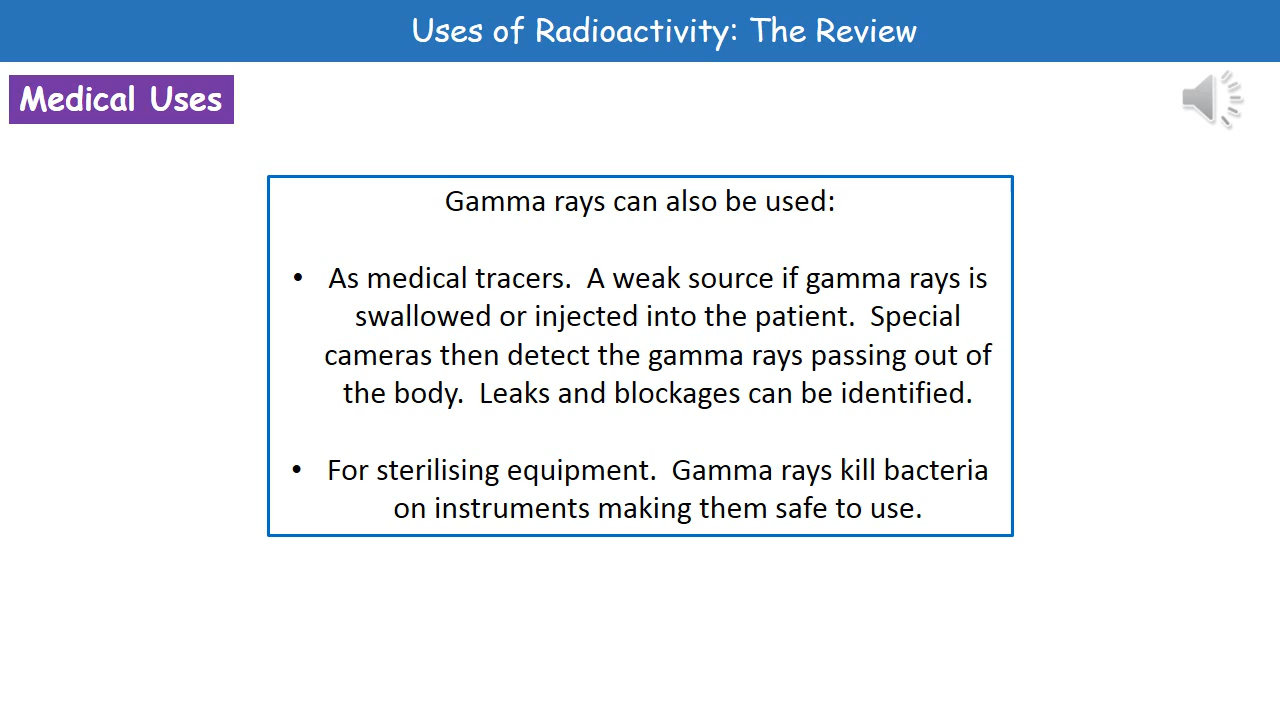 Uses of Radioactivity: The Review
Medical Uses
Gamma rays can also be used:
• As medical tracers.  A weak source if gamma rays is
swallowed or injected into the patient.  Special
cameras then detect the gamma rays passing out of
the body.  Leaks and blockages can be identified.
• For sterilising equipment.  Gamma rays kill bacteria
on instruments making them safe to use.